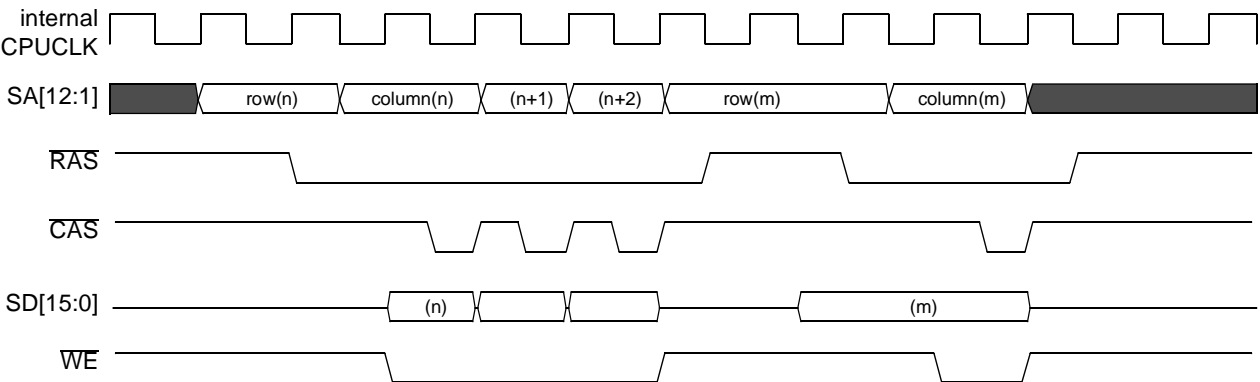 internal
CPUCLK
SA[12:1] row(n) column(n) (n+1) (n+2) row(m) column(m)
RAS
CAS
SD[15:0] (n) (m)
WE